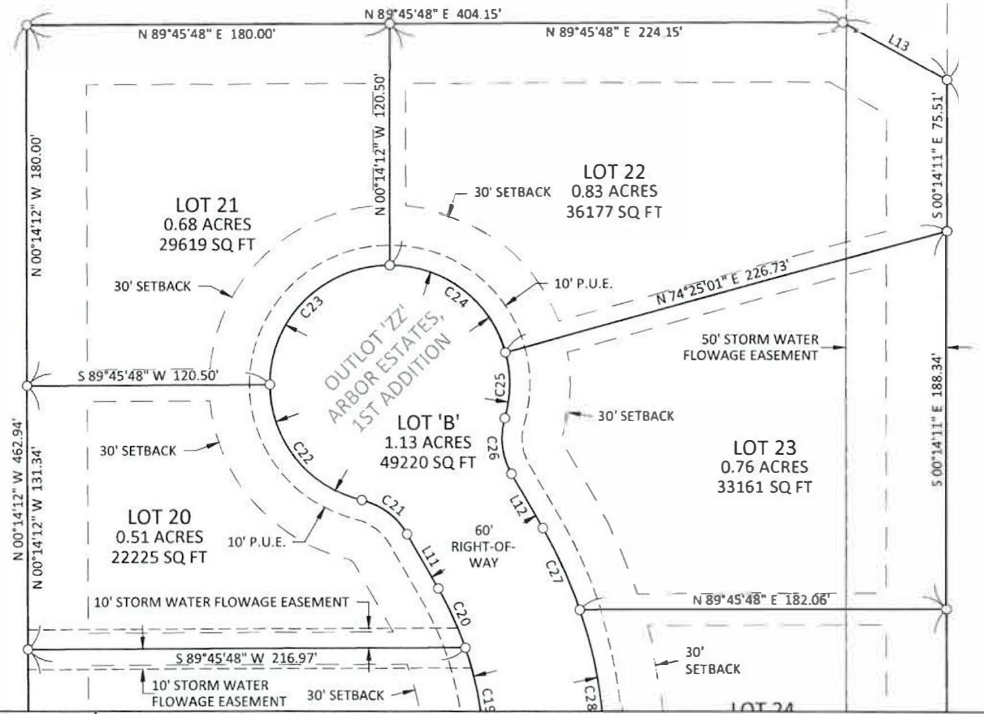 N 89°45'48" E 404.15'
N 89°45'48" E 180.00'
N 89°45'48" E 224.15'
L13
N 00°14'12" W 180.00'
N 00°14'12" W 120.50'
S 00°14'11" E 75.51'
LOT 21
0.68 ACRES
29619 SQ FT
LOT 22
0.83 ACRES
36177 SQ FT
30' SETBACK
30' SETBACK
10' P.U.E.
N 74°25'01" E 226.73'
C23
C24
OUTLOT 'ZZ'
ARBOR ESTATES,
1ST ADDITION
50' STORM WATER
FLOWAGE EASEMENT
S 89°45'48" W 120.50'
C25
30' SETBACK
S 00°14'11" E 188.34'
LOT 'B'
1.13 ACRES
49220 SQ FT
LOT 23
0.76 ACRES
33161 SQ FT
30' SETBACK
C22
C26
N 00°14'12" W 462.94'
N 00°14'12" W 131.34'
LOT 20
0.51 ACRES
22225 SQ FT
10' P.U.E.
C21
L12
60'
RIGHT-OF-
WAY
L11
C27
10' STORM WATER FLOWAGE EASEMENT
C20
N 89°45'48" E 182.06'
S 89°45'48" W 216.97'
10' STORM WATER
FLOWAGE EASEMENT
30' SETBACK
C19
C28
30'
SETBACK
LOT 24